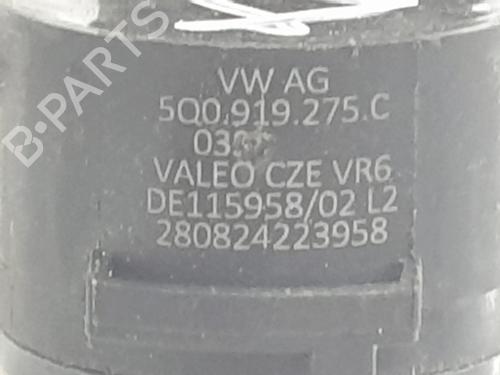 B-PARTS
VW AG
5Q0.919.275.C
VALEO CZE VR6
DE115958/02 L2
280824223958